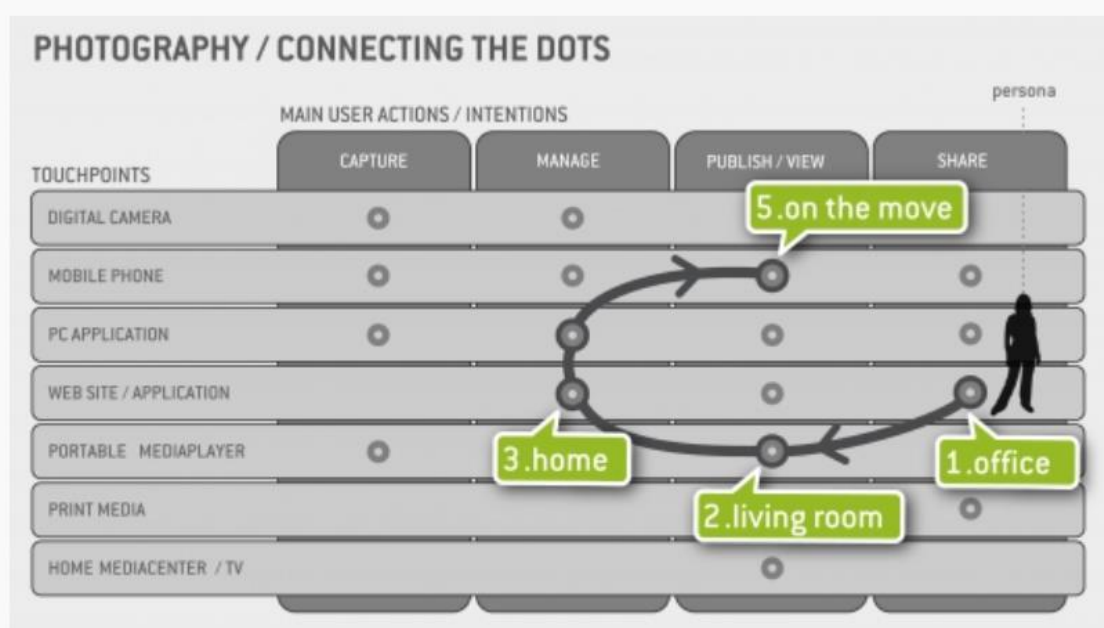 PHOTOGRAPHY / CONNECTING THE DOTS
persona
MAIN USER ACTIONS / INTENTIONS
TOUCHPOINTS
CAPTURE
MANAGE
PUBLISH / VIEW
SHARE
DIGITAL CAMERA
5.on the move
MOBILE PHONE
PC APPLICATION
WEB SITE / APPLICATION
PORTABLE MEDIAPLAYER
3.home
1.office
PRINT MEDIA
2.living room
HOME MEDIACENTER / TV